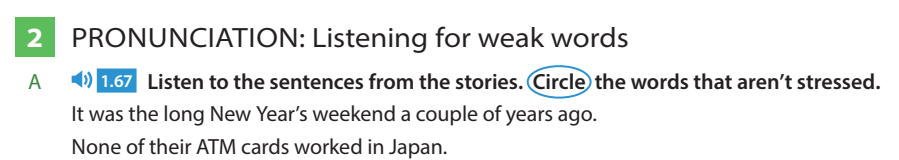 2 PRONUNCIATION: Listening for weak words
A 1.67 Listen to the sentences from the stories. Circle the words that aren't stressed.
It was the long New Year's weekend a couple of years ago.
None of their ATM cards worked in Japan.